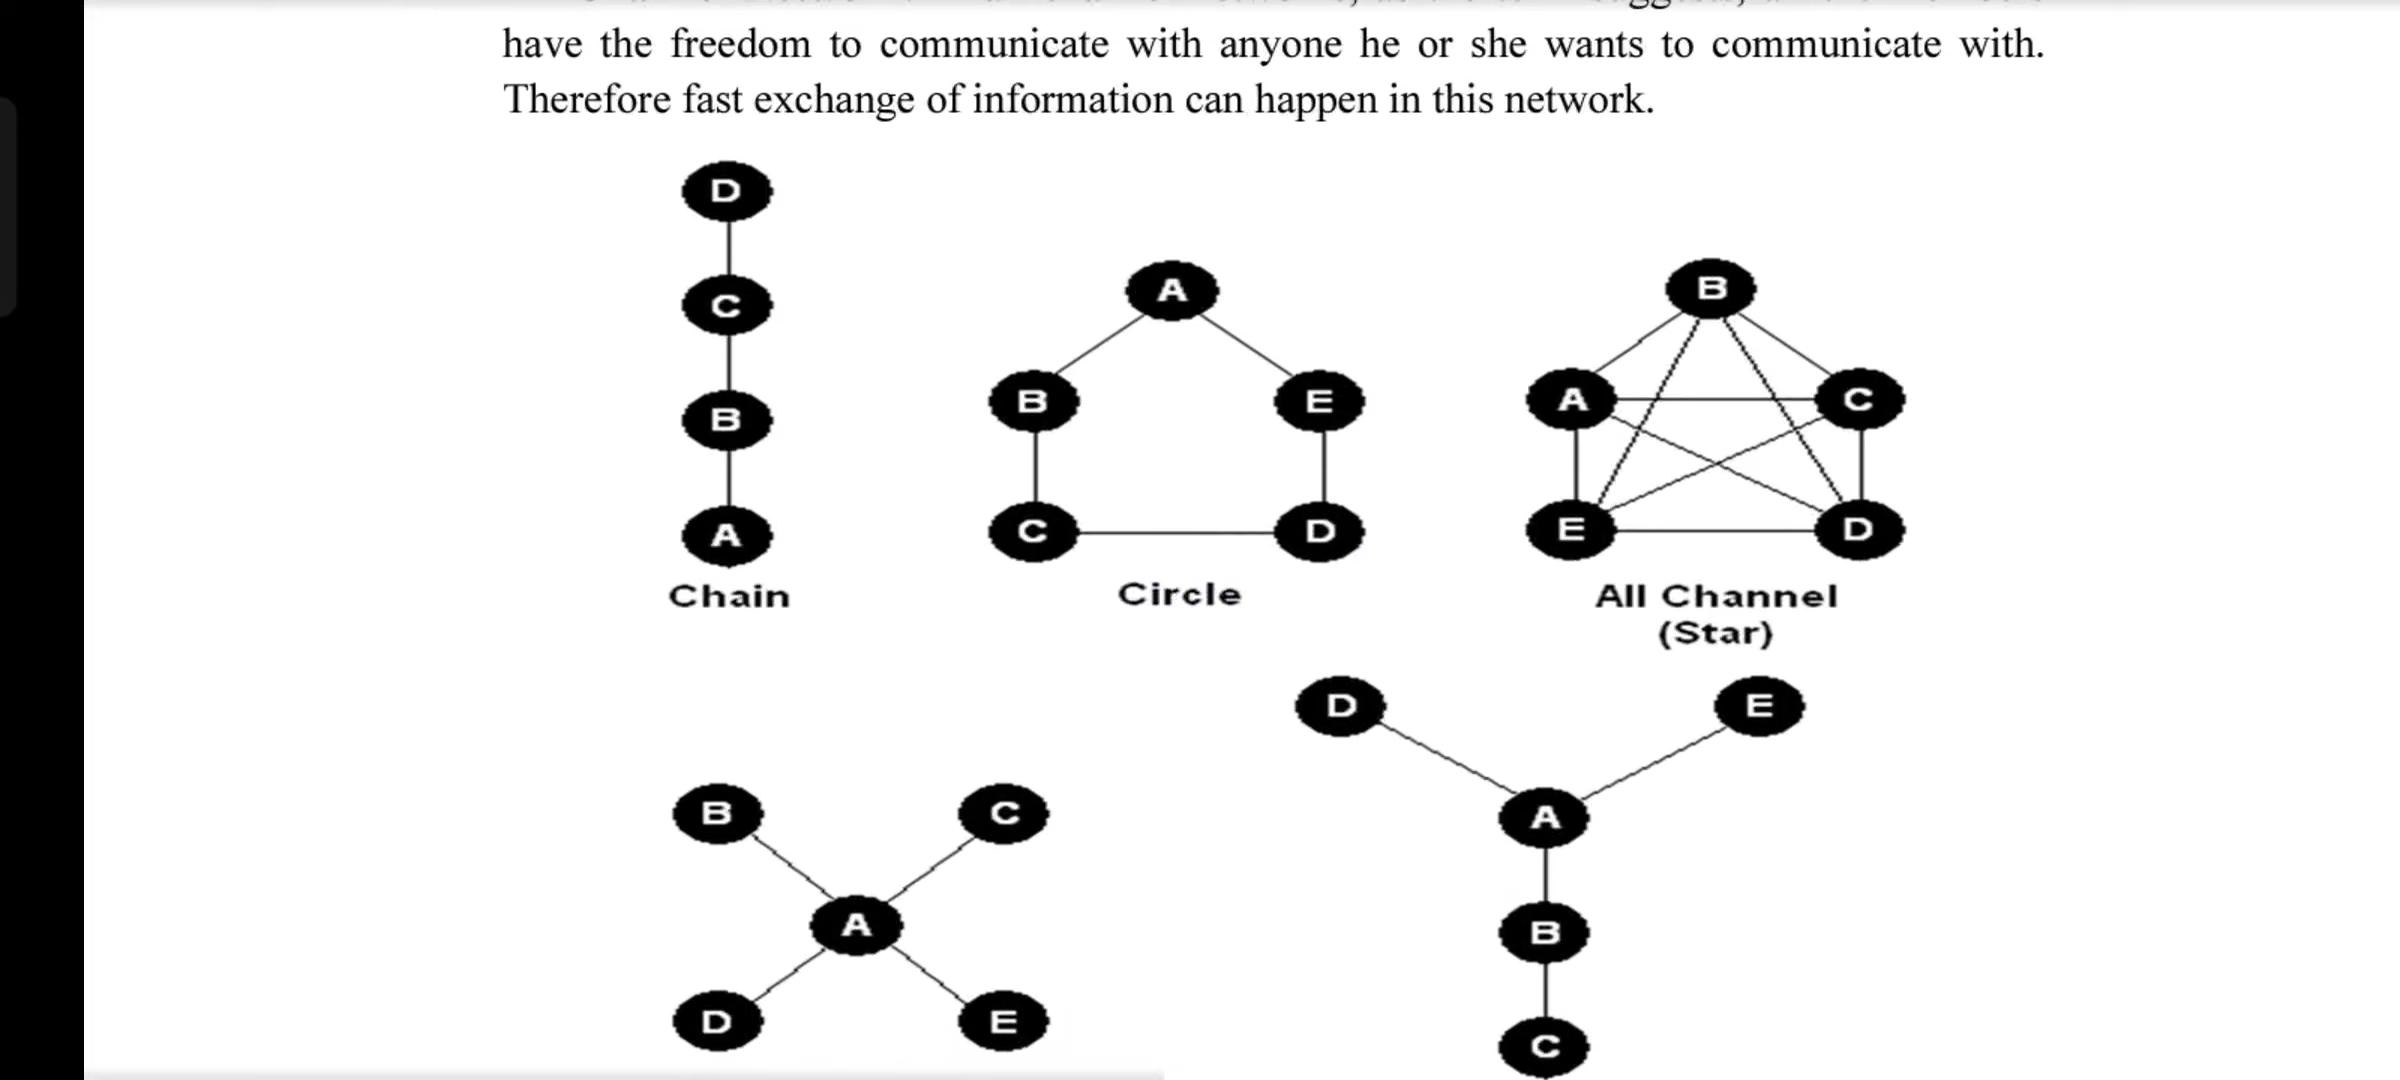 have the freedom to communicate with anyone he or she wants to communicate with.
Therefore fast exchange of information can happen in this network.
D
C
B
A
Chain
A
B
E
C
D
Circle
B
A
C
E
D
All Channel
(Star)
B
C
A
D
E
D
E
A
B
C